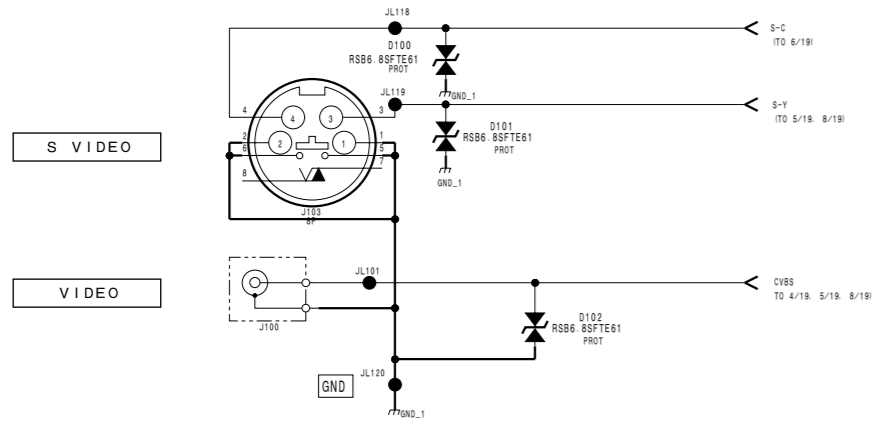 JL118
S-C
(TO 6/19)
D100
RSB6.8SFTE61
PROT
GND_1
JL119
S-Y
(TO 5/19, 8/19)
4
4
3
3
D101
RSB6.8SFTE61
PROT
GND_1
S VIDEO
2
2
1
1
6
5
7
8
J103
8P
VIDEO
JL101
CVBS
TO 4/19, 5/19, 8/19)
J100
D102
RSB6.8SFTE61
PROT
GND
JL120
GND_1